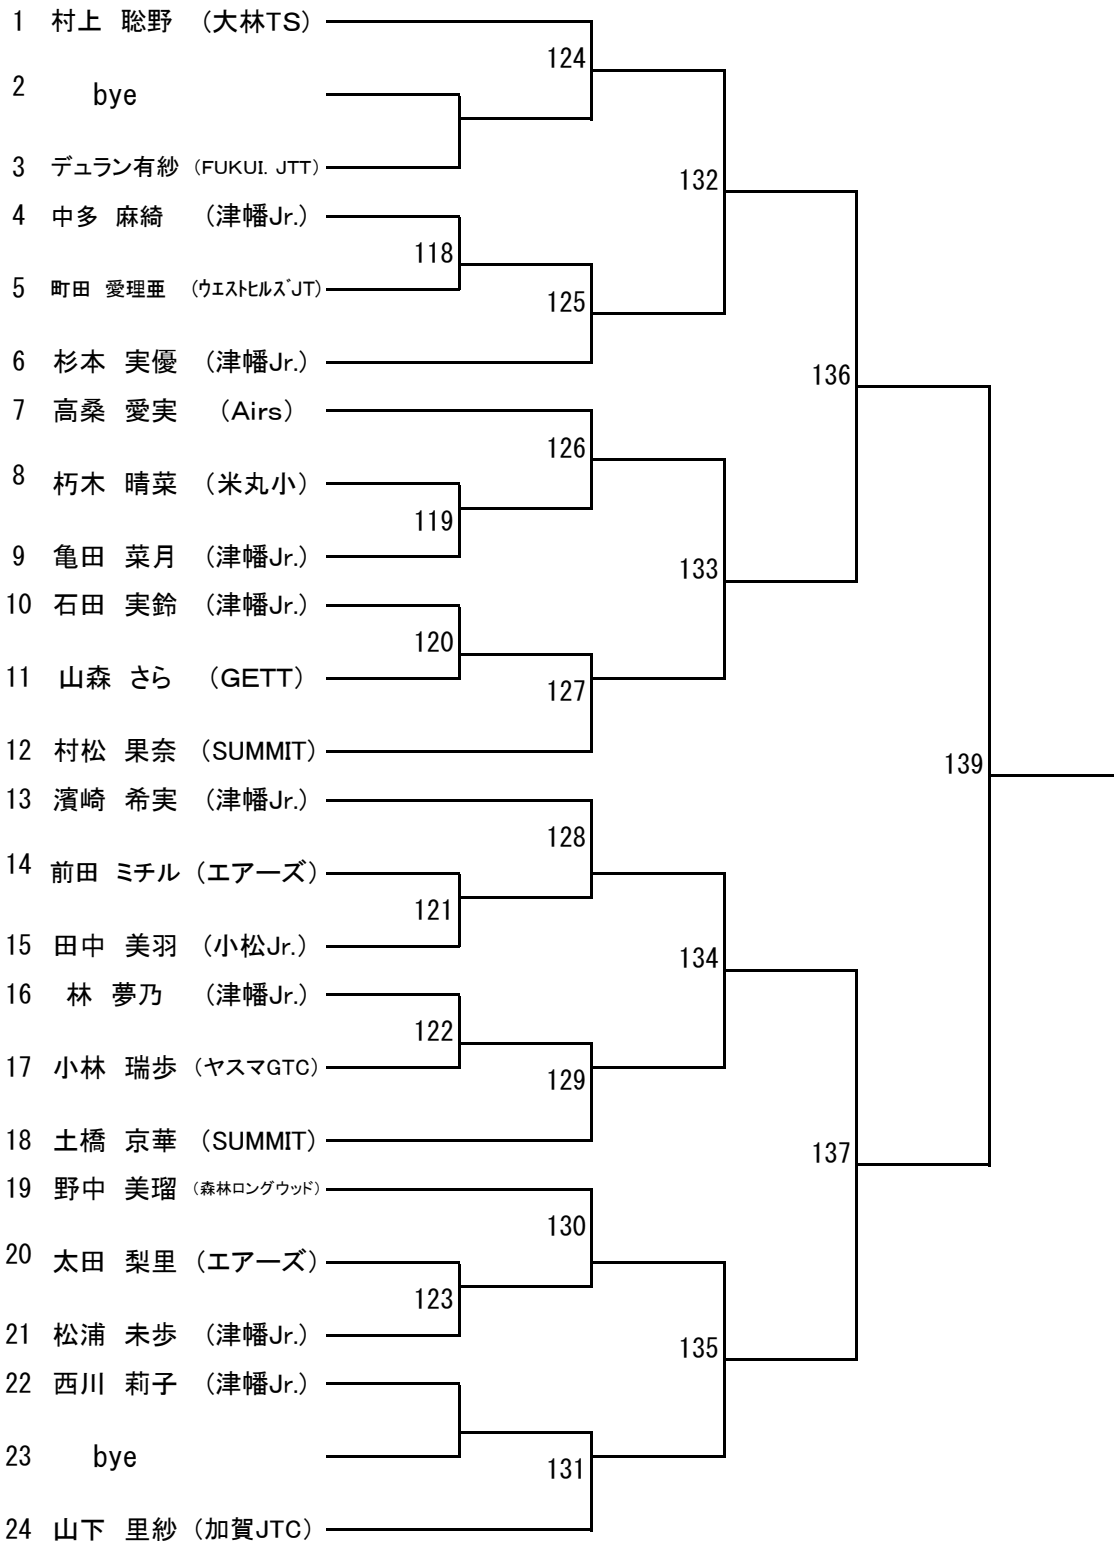 1 村上 聡野 （大林TS）
124
2 bye
3 デュラン有紗 （FUKUI．JTT）
132
4 中多 麻綺 （津幡Jr.）
118
5 町田 愛理亜 （ｳｴｽﾄﾋﾙｽﾞJT）
125
6 杉本 実優 （津幡Jr.）
136
7 高桑 愛実 （Airs）
126
8 朽木 晴菜 （米丸小）
119
9 亀田 菜月 （津幡Jr.）
133
10 石田 実鈴 （津幡Jr.）
120
11 山森 さら （GETT）
127
12 村松 果奈 （SUMMIT）
139
13 濱崎 希実 （津幡Jr.）
128
14 前田 ミチル （エアーズ）
121
15 田中 美羽 （小松Jr.）
134
16 林 夢乃 （津幡Jr.）
122
17 小林 瑞歩 （ヤスマGTC）
129
18 土橋 京華 （SUMMIT）
137
19 野中 美瑠 （森林ロングウッド）
130
20 太田 梨里 （エアーズ）
123
21 松浦 未歩 （津幡Jr.）
135
22 西川 莉子 （津幡Jr.）
23 bye
131
24 山下 里紗 （加賀JTC）